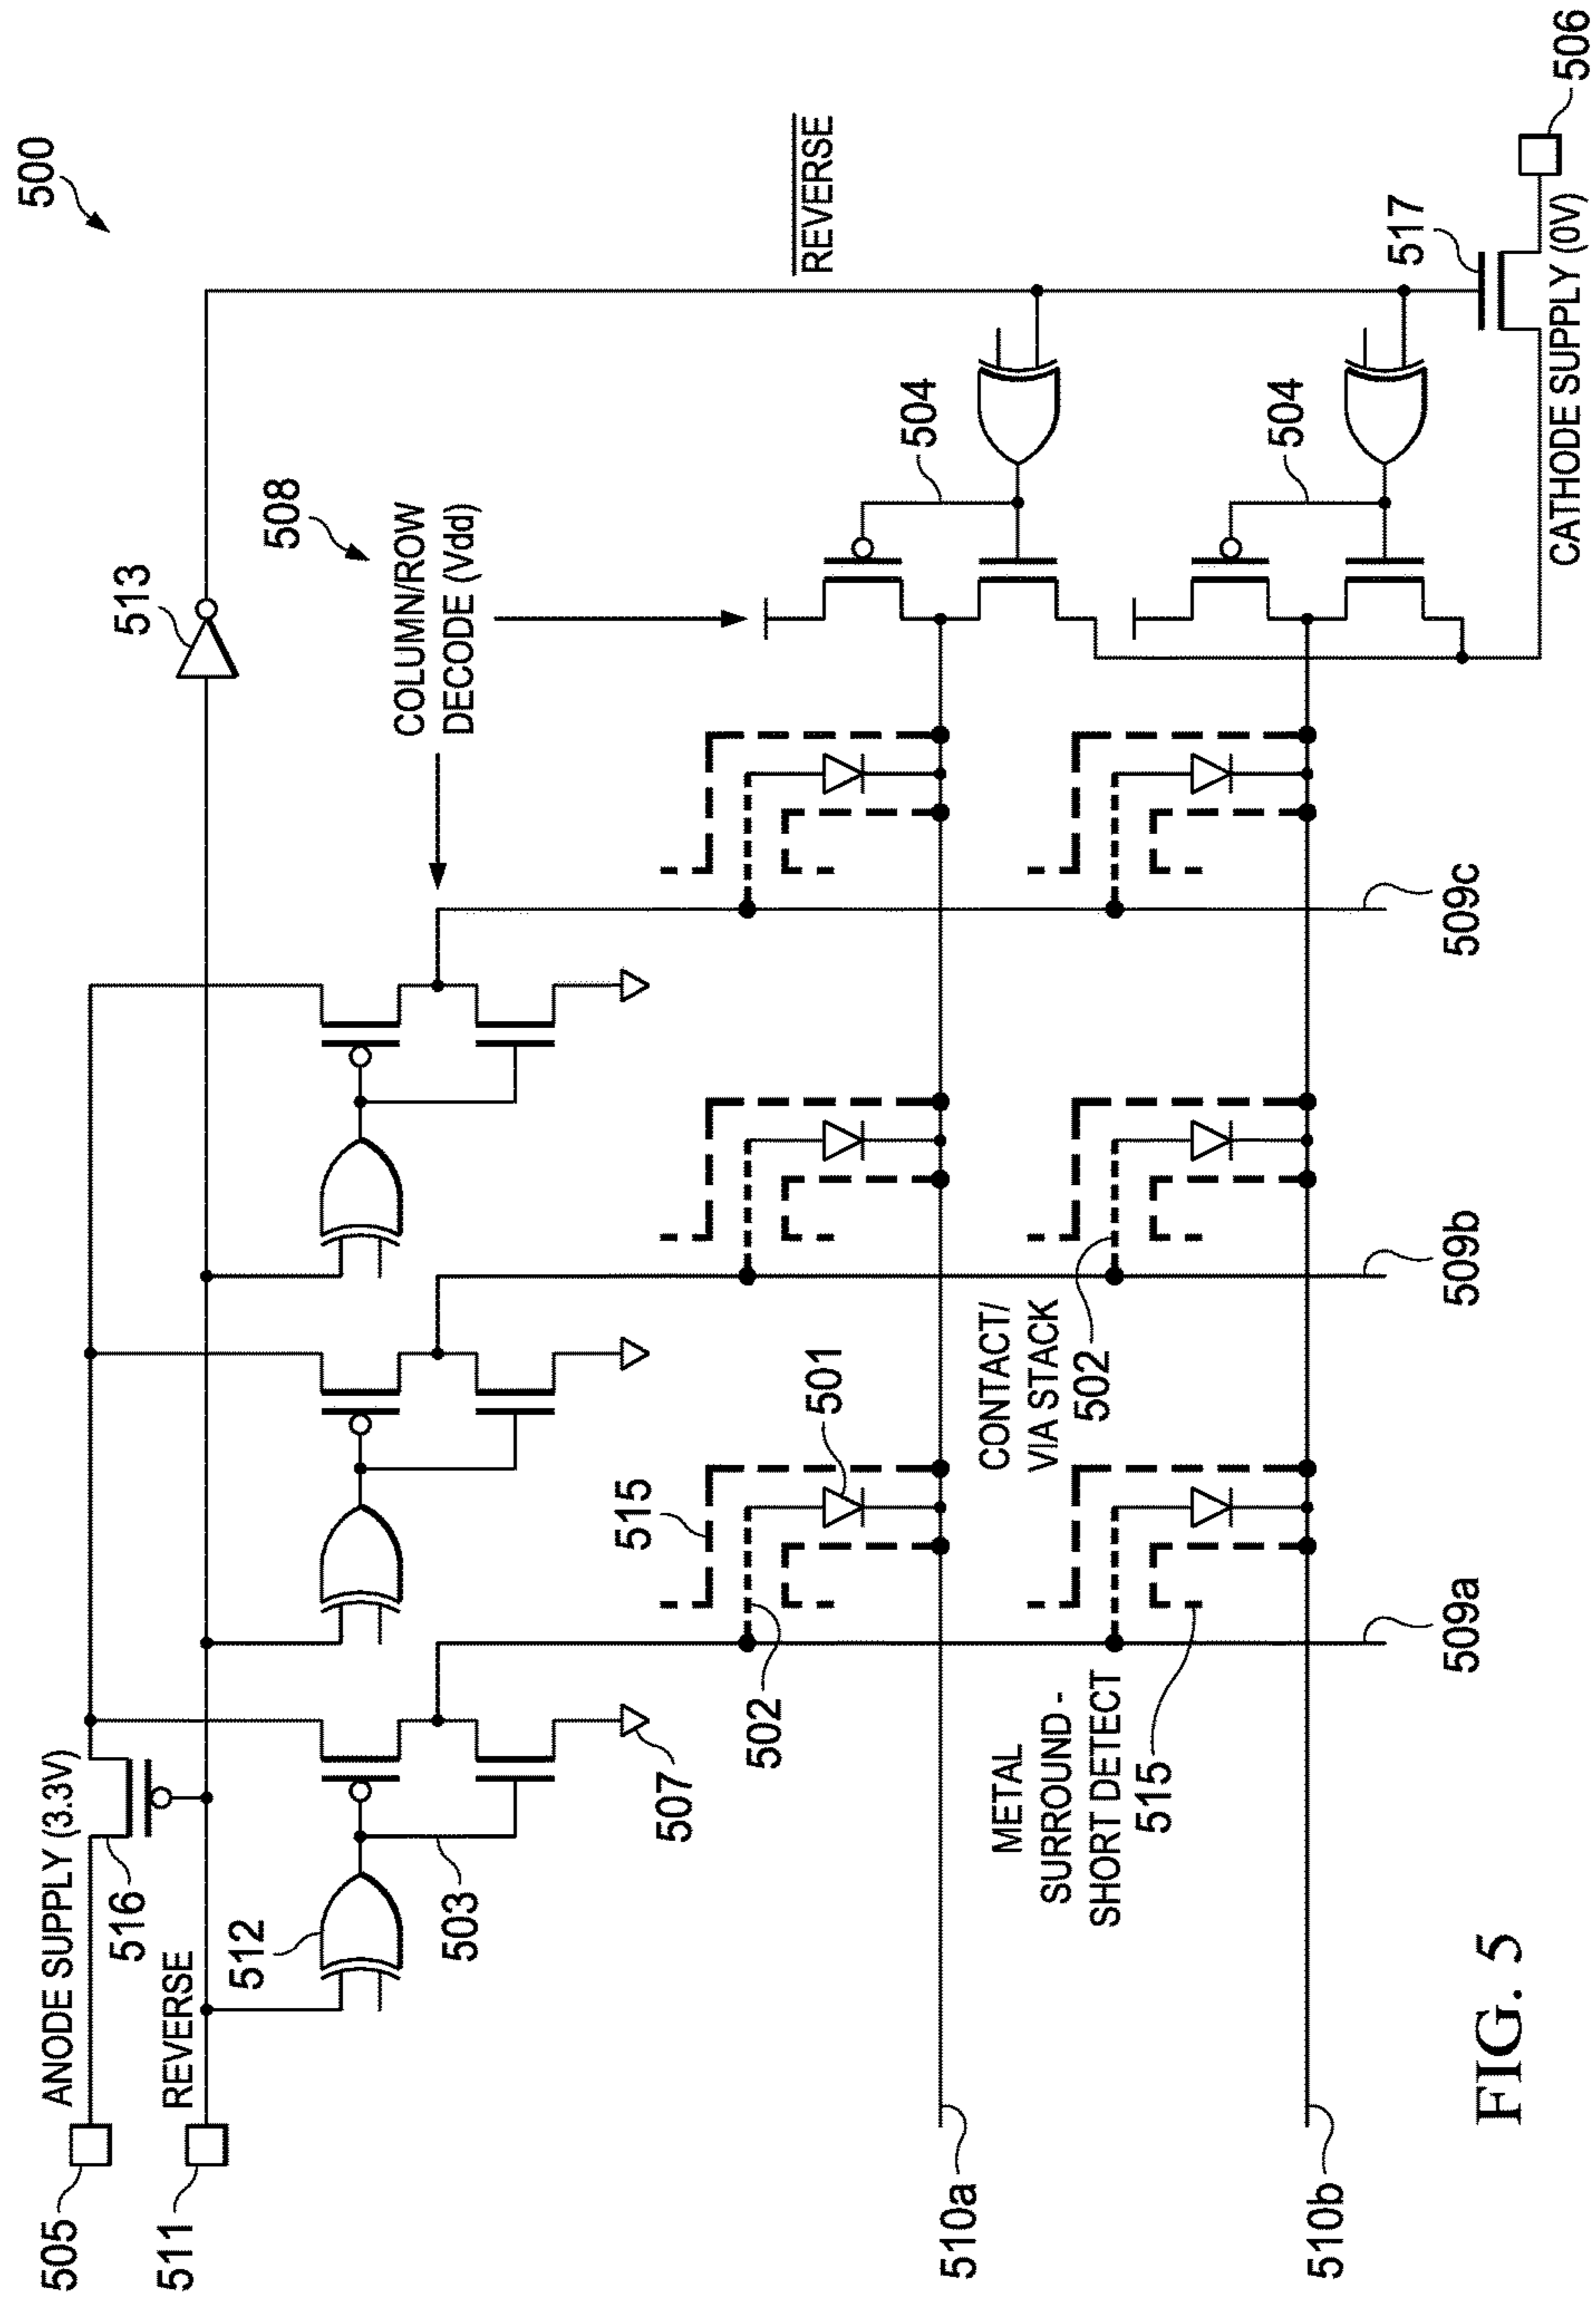 500
ANODE SUPPLY (3.3V)
505
516
REVERSE
511
513
512
503
507
508
COLUMN/ROW
DECODE (Vdd)
REVERSE
504
504
515
501
502
CONTACT/
VIA STACK
502
METAL
SURROUND -
SHORT DETECT
515
510a
510b
509a
509b
509c
517
506
CATHODE SUPPLY (0V)
FIG. 5